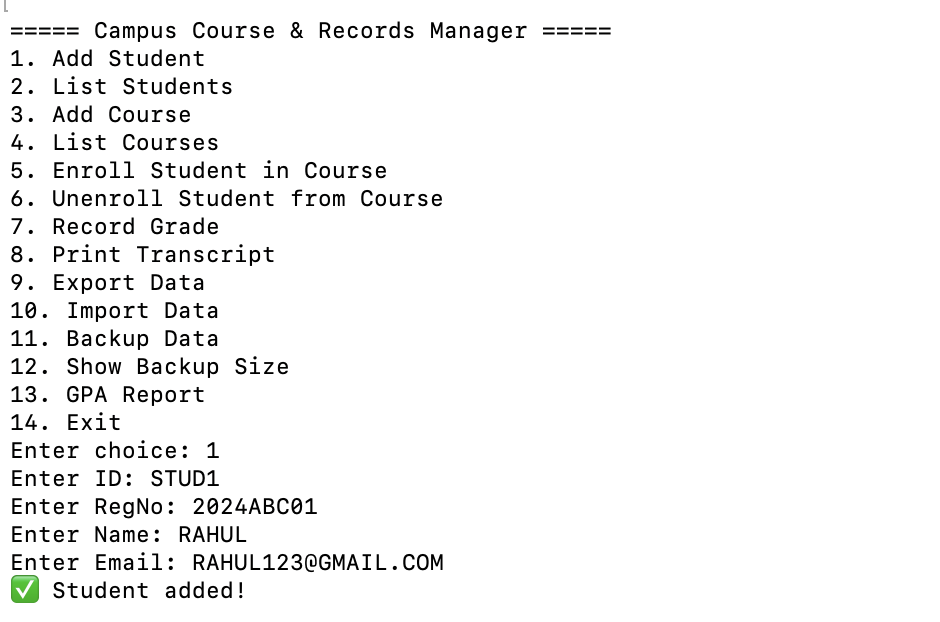 ===== Campus Course & Records Manager =====
1. Add Student
2. List Students
3. Add Course
4. List Courses
5. Enroll Student in Course
6. Unenroll Student from Course
7. Record Grade
8. Print Transcript
9. Export Data
10. Import Data
11. Backup Data
12. Show Backup Size
13. GPA Report
14. Exit
Enter choice: 1
Enter ID: STUD1
Enter RegNo: 2024ABC01
Enter Name: RAHUL
Enter Email: RAHUL123@GMAIL.COM
✅ Student added!